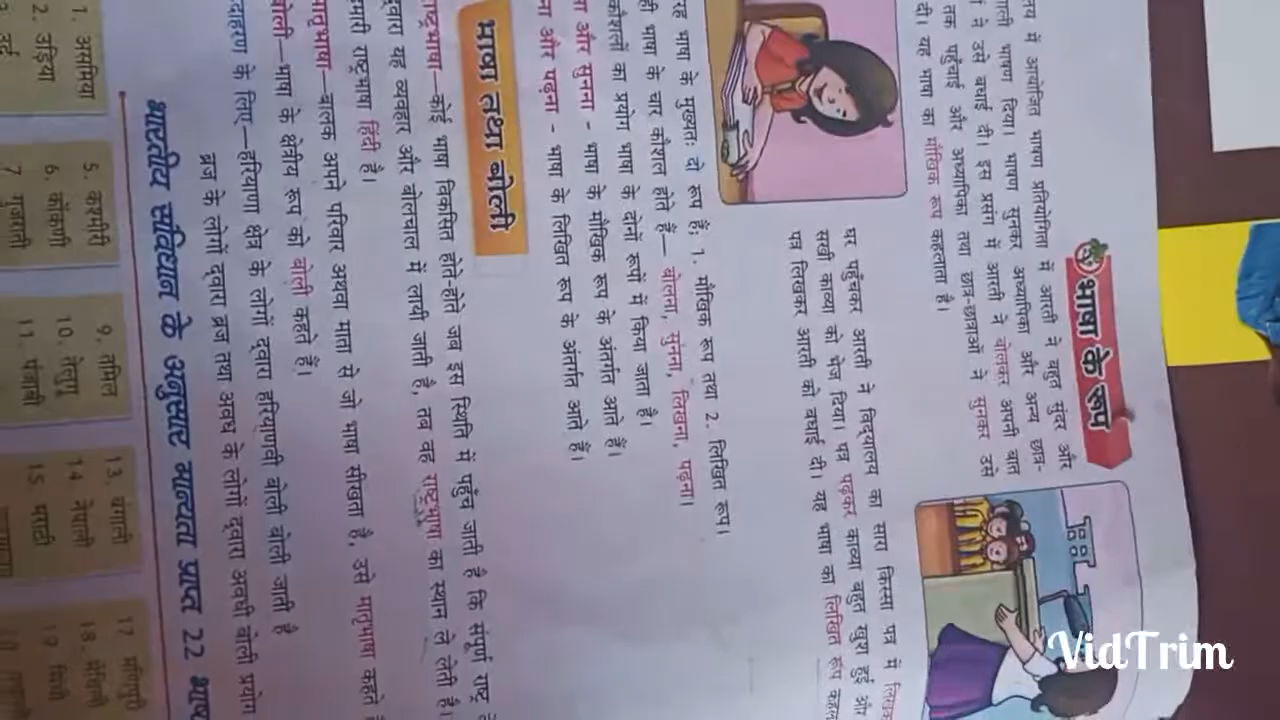 भाषा के रूप
लय में आयोजित भाषण प्रतियोगिता में आरती ने बहुत सुंदर और
भाषण दिया। भाषण सुनकर अध्यापिका और अन्य छात्र-
ने उसे बधाई दी। इस प्रसंग में आरती ने बोलकर अपनी बात
तक पहुँचाई और अध्यापिका तथा छात्र-छात्राओं ने सुनकर उसे
दी। यह भाषा का मौखिक रूप कहलाता है।
घर पहुँचकर आरती ने विद्यालय का सारा किस्सा पत्र में
सखी काव्या को भेज दिया। पत्र पढ़कर काव्या बहुत खुश हुई और
पत्र लिखकर आरती को बधाई दी। यह भाषा का लिखित रूप
रह भाषा के मुख्यतः दो रूप हैं: 1. मौखिक रूप तथा 2. लिखित रूप।
ही भाषा के चार कौशल होते हैं— बोलना, सुनना, लिखना, पढ़ना।
कौशलों का प्रयोग भाषा के दोनों रूपों में किया जाता है।
और सुनना - भाषा के मौखिक रूप के अंतर्गत आते हैं।
ना और पढ़ना - भाषा के लिखित रूप के अंतर्गत आते हैं।
भाषा तथा बोली
राष्ट्रभाषा—कोई भाषा विकसित होते-होते जब इस स्थिति में पहुँच जाती है कि संपूर्ण राष्ट्र
द्वारा वह व्यवहार और बोलचाल में लायी जाती है, तब वह राष्ट्रभाषा का स्थान ले लेती है।
मारी राष्ट्रभाषा हिंदी है।
मातृभाषा—बालक अपने परिवार अथवा माता से जो भाषा सीखता है, उसे मातृभाषा कहते
बोली—भाषा के क्षेत्रीय रूप को बोली कहते हैं।
दाहरण के लिए—हरियाणा क्षेत्र के लोगों द्वारा हरियाणवी बोली बोली जाती है
ब्रज के लोगों द्वारा ब्रज तथा अवध के लोगों द्वारा अवधी बोली प्रयोग
भारतीय संविधान के अनुसार मान्यता प्राप्त 22 भाष
1. असमिया 5. कश्मीरी 9. तमिल 13. बंगाली 17. मणिपुरी
2. उड़िया 6. कोंकणी 10. तेलुगू 14. नेपाली 18. मैथिली
उर्दू 7. गुजराती 11. पंजाबी 15. मराठी 19
VidTrim